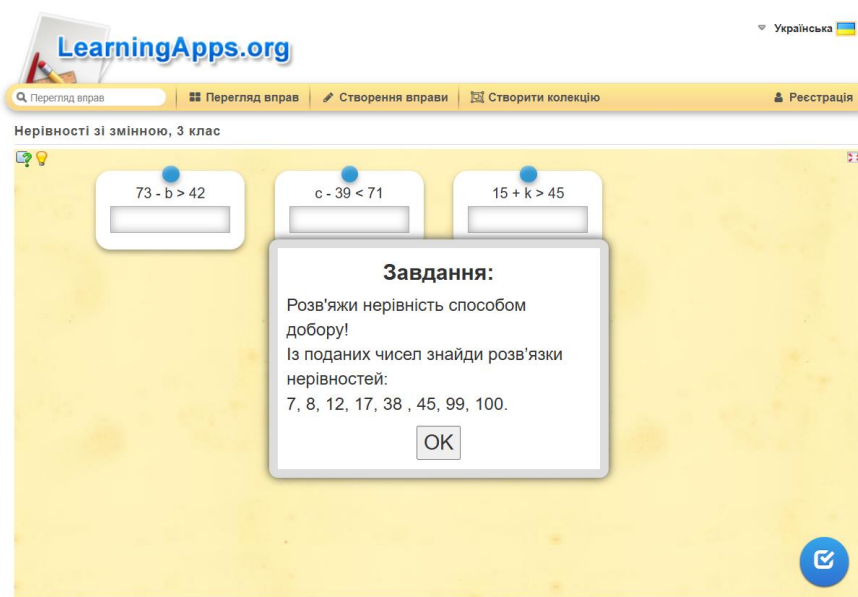 Українська
LearningApps.org
Перегляд вправ
Перегляд вправ
Створення вправи
Створити колекцію
Реєстрація
Нерівності зі змінною, 3 клас
73 - b > 42
c - 39 < 71
15 + k > 45
Завдання:
Розв'яжи нерівність способом
добору!
Із поданих чисел знайди розв'язки
нерівностей:
7, 8, 12, 17, 38 , 45, 99, 100.
OK